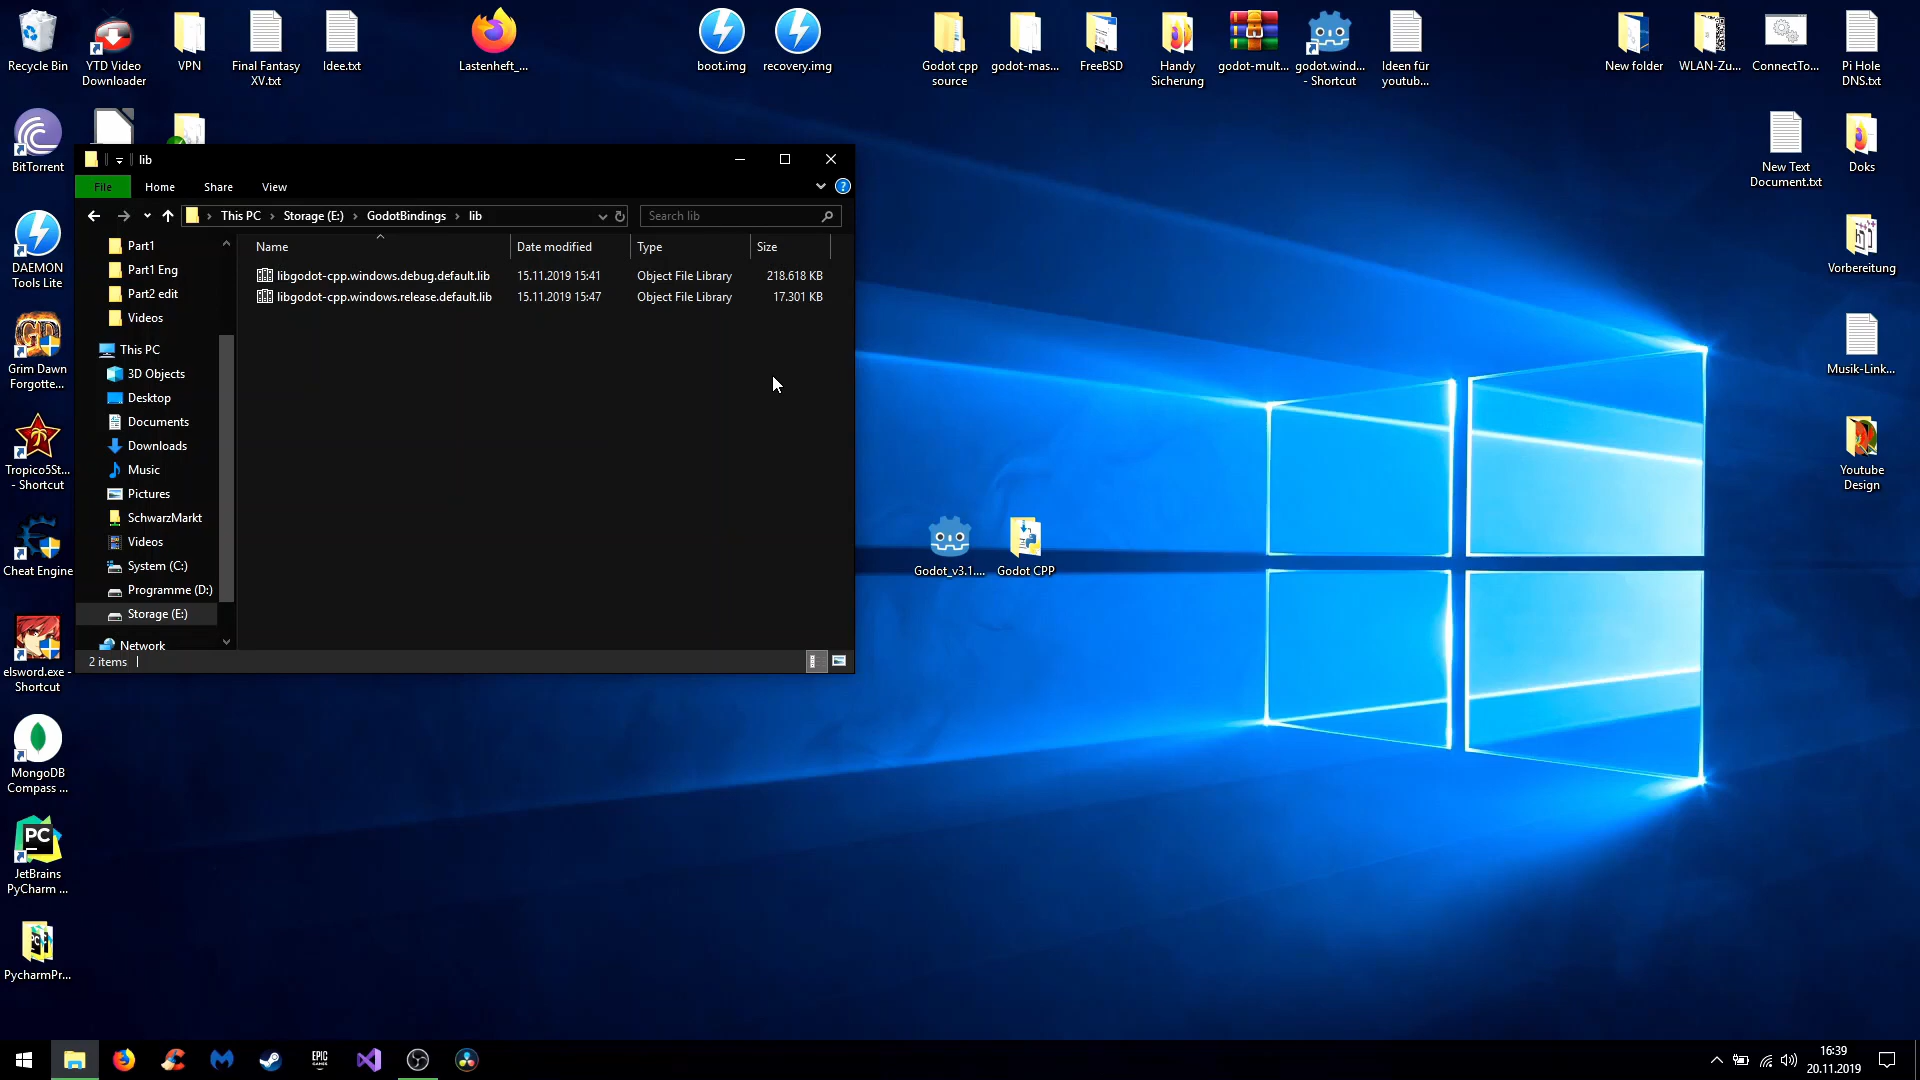 Recycle Bin
YTD Video
Downloader
VPN
Final Fantasy
XV.txt
Idee.txt
Lastenheft_...
boot.img
recovery.img
Godot cpp
source
godot-mas...
FreeBSD
Handy
Sicherung
godot-mult...
godot.wind...
- Shortcut
Ideen für
youtub...
New folder
WLAN-Zu...
ConnectTo...
Pi Hole
DNS.txt
BitTorrent
New Text
Document.txt
Doks
lib
File
Home
Share
View
This PC
Storage (E:)
GodotBindings
lib
Search lib
Part1
Part1 Eng
Part2 edit
Videos
This PC
3D Objects
Desktop
Documents
Downloads
Music
Pictures
SchwarzMarkt
Videos
System (C:)
Programme (D:)
Storage (E:)
Network
Name
Date modified
Type
Size
libgodot-cpp.windows.debug.default.lib
15.11.2019 15:41
Object File Library
218.618 KB
libgodot-cpp.windows.release.default.lib
15.11.2019 15:47
Object File Library
17.301 KB
2 items
DAEMON
Tools Lite
Vorbereitung
Grim Dawn
Forgotte...
Musik-Link...
Tropico5St...
- Shortcut
Youtube
Design
Cheat Engine
Godot_v3.1....
Godot CPP
elsword.exe -
Shortcut
MongoDB
Compass ...
PC
JetBrains
PyCharm ...
PycharmPr...
EPIC
GAMES
16:39
20.11.2019